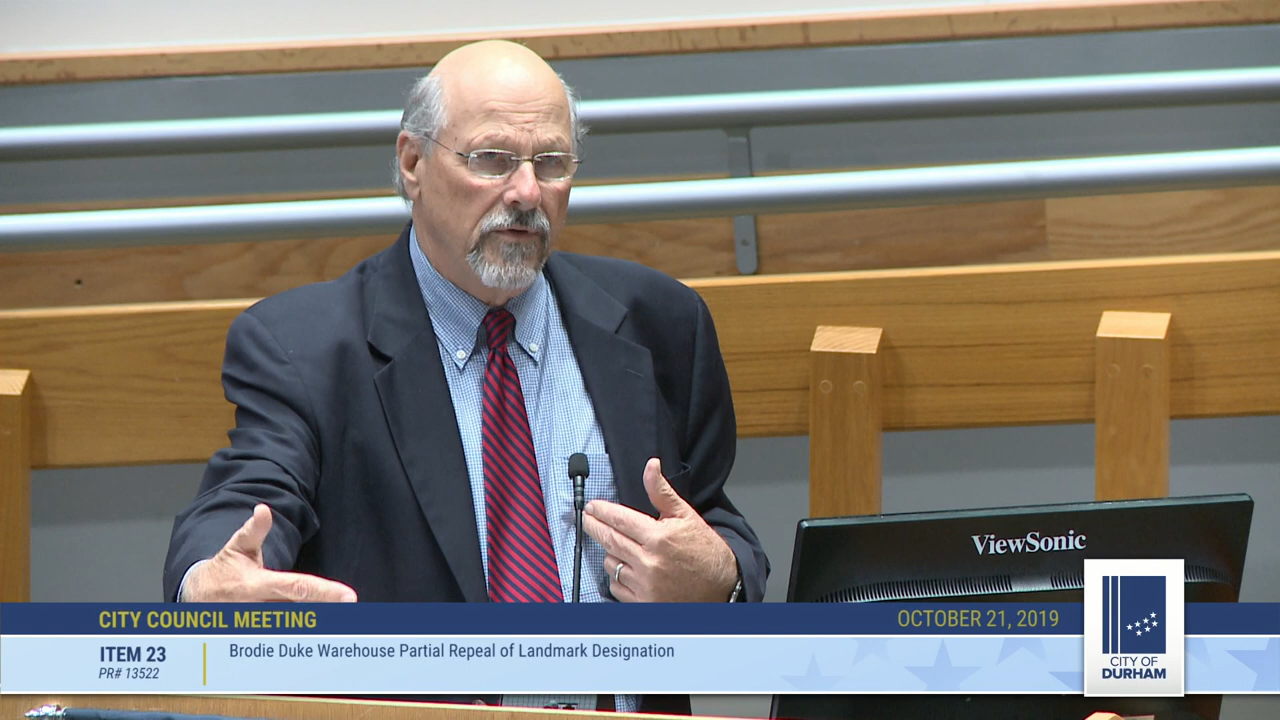 ViewSonic
CITY COUNCIL MEETING
OCTOBER 21, 2019
ITEM 23
PR# 13522
Brodie Duke Warehouse Partial Repeal of Landmark Designation
CITY OF
DURHAM